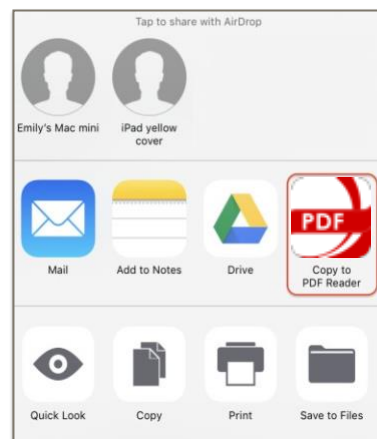 Tap to share with AirDrop
Emily's Mac mini
iPad yellow
cover
Mail
Add to Notes
Drive
PDF
Copy to
PDF Reader
Quick Look
Copy
Print
Save to Files